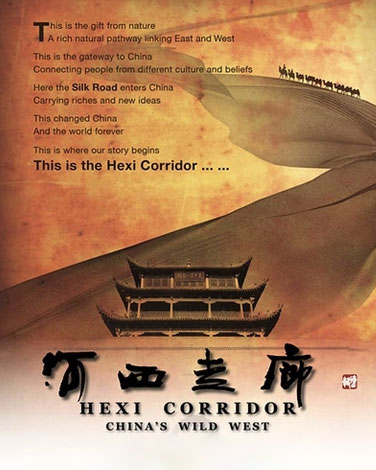 This is the gift from nature
A rich natural pathway linking East and West
This is the gateway to China
Connecting people from different culture and beliefs
Here the Silk Road enters China
Carrying riches and new ideas
This changed China
And the world forever
This is where our story begins
This is the Hexi Corridor ... ...
河西走廊
HEXI CORRIDOR
CHINA'S WILD WEST